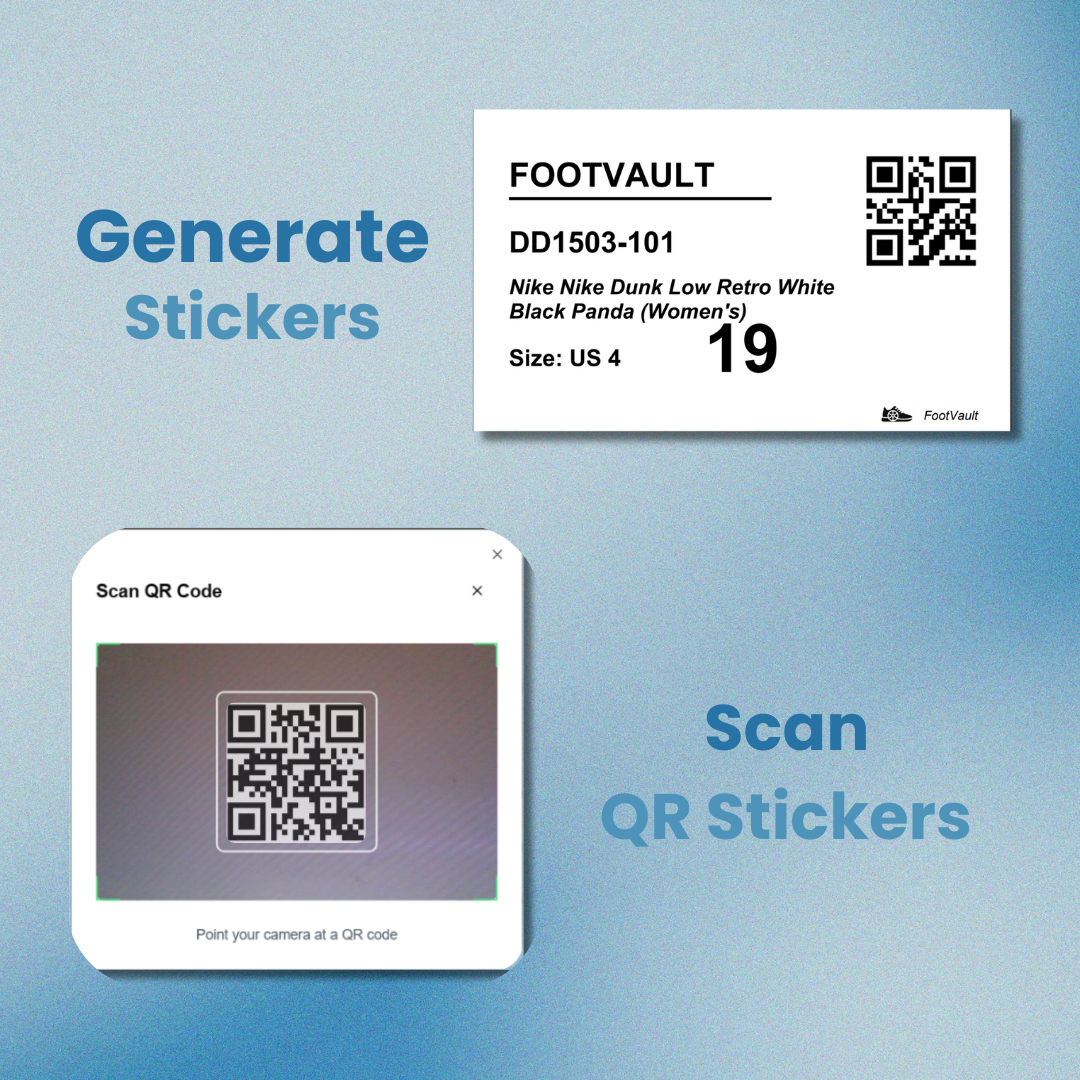 Generate
Stickers
FOOTVAULT
DD1503-101
Nike Nike Dunk Low Retro White
Black Panda (Women's)
Size: US 4
19
FootVault
Scan QR Code
Point your camera at a QR code
Scan
QR Stickers